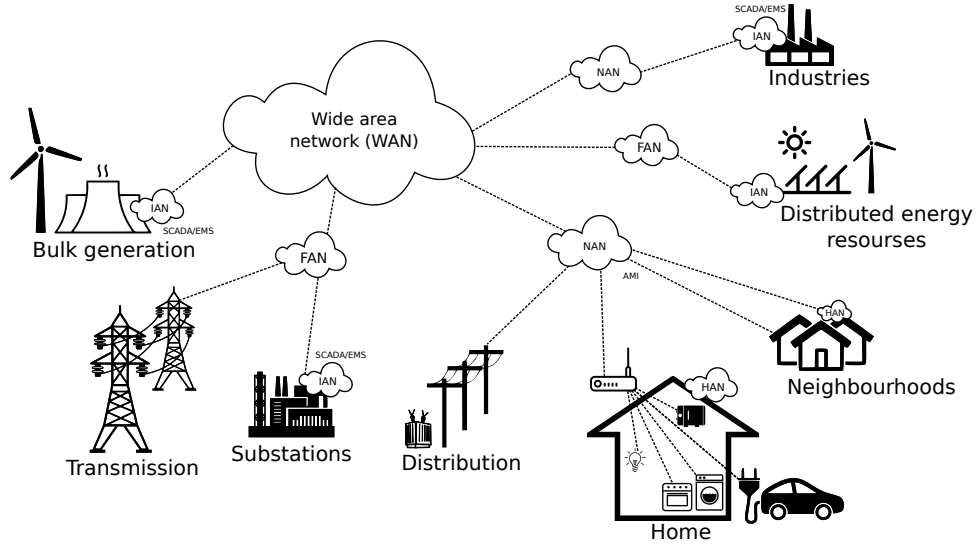 SCADA/EMS
IAN
Industries
NAN
Wide area
network (WAN)
FAN
IAN
Distributed energy
resourses
IAN
SCADA/EMS
Bulk generation
FAN
NAN
AMI
HAN
Neighbourhoods
SCADA/EMS
IAN
HAN
Transmission
Substations
Distribution
Home